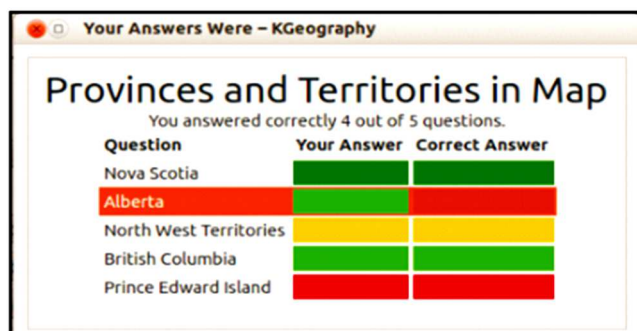 Your Answers Were – KGeography
Provinces and Territories in Map
You answered correctly 4 out of 5 questions.
Question Your Answer Correct Answer
Nova Scotia
Alberta
North West Territories
British Columbia
Prince Edward Island